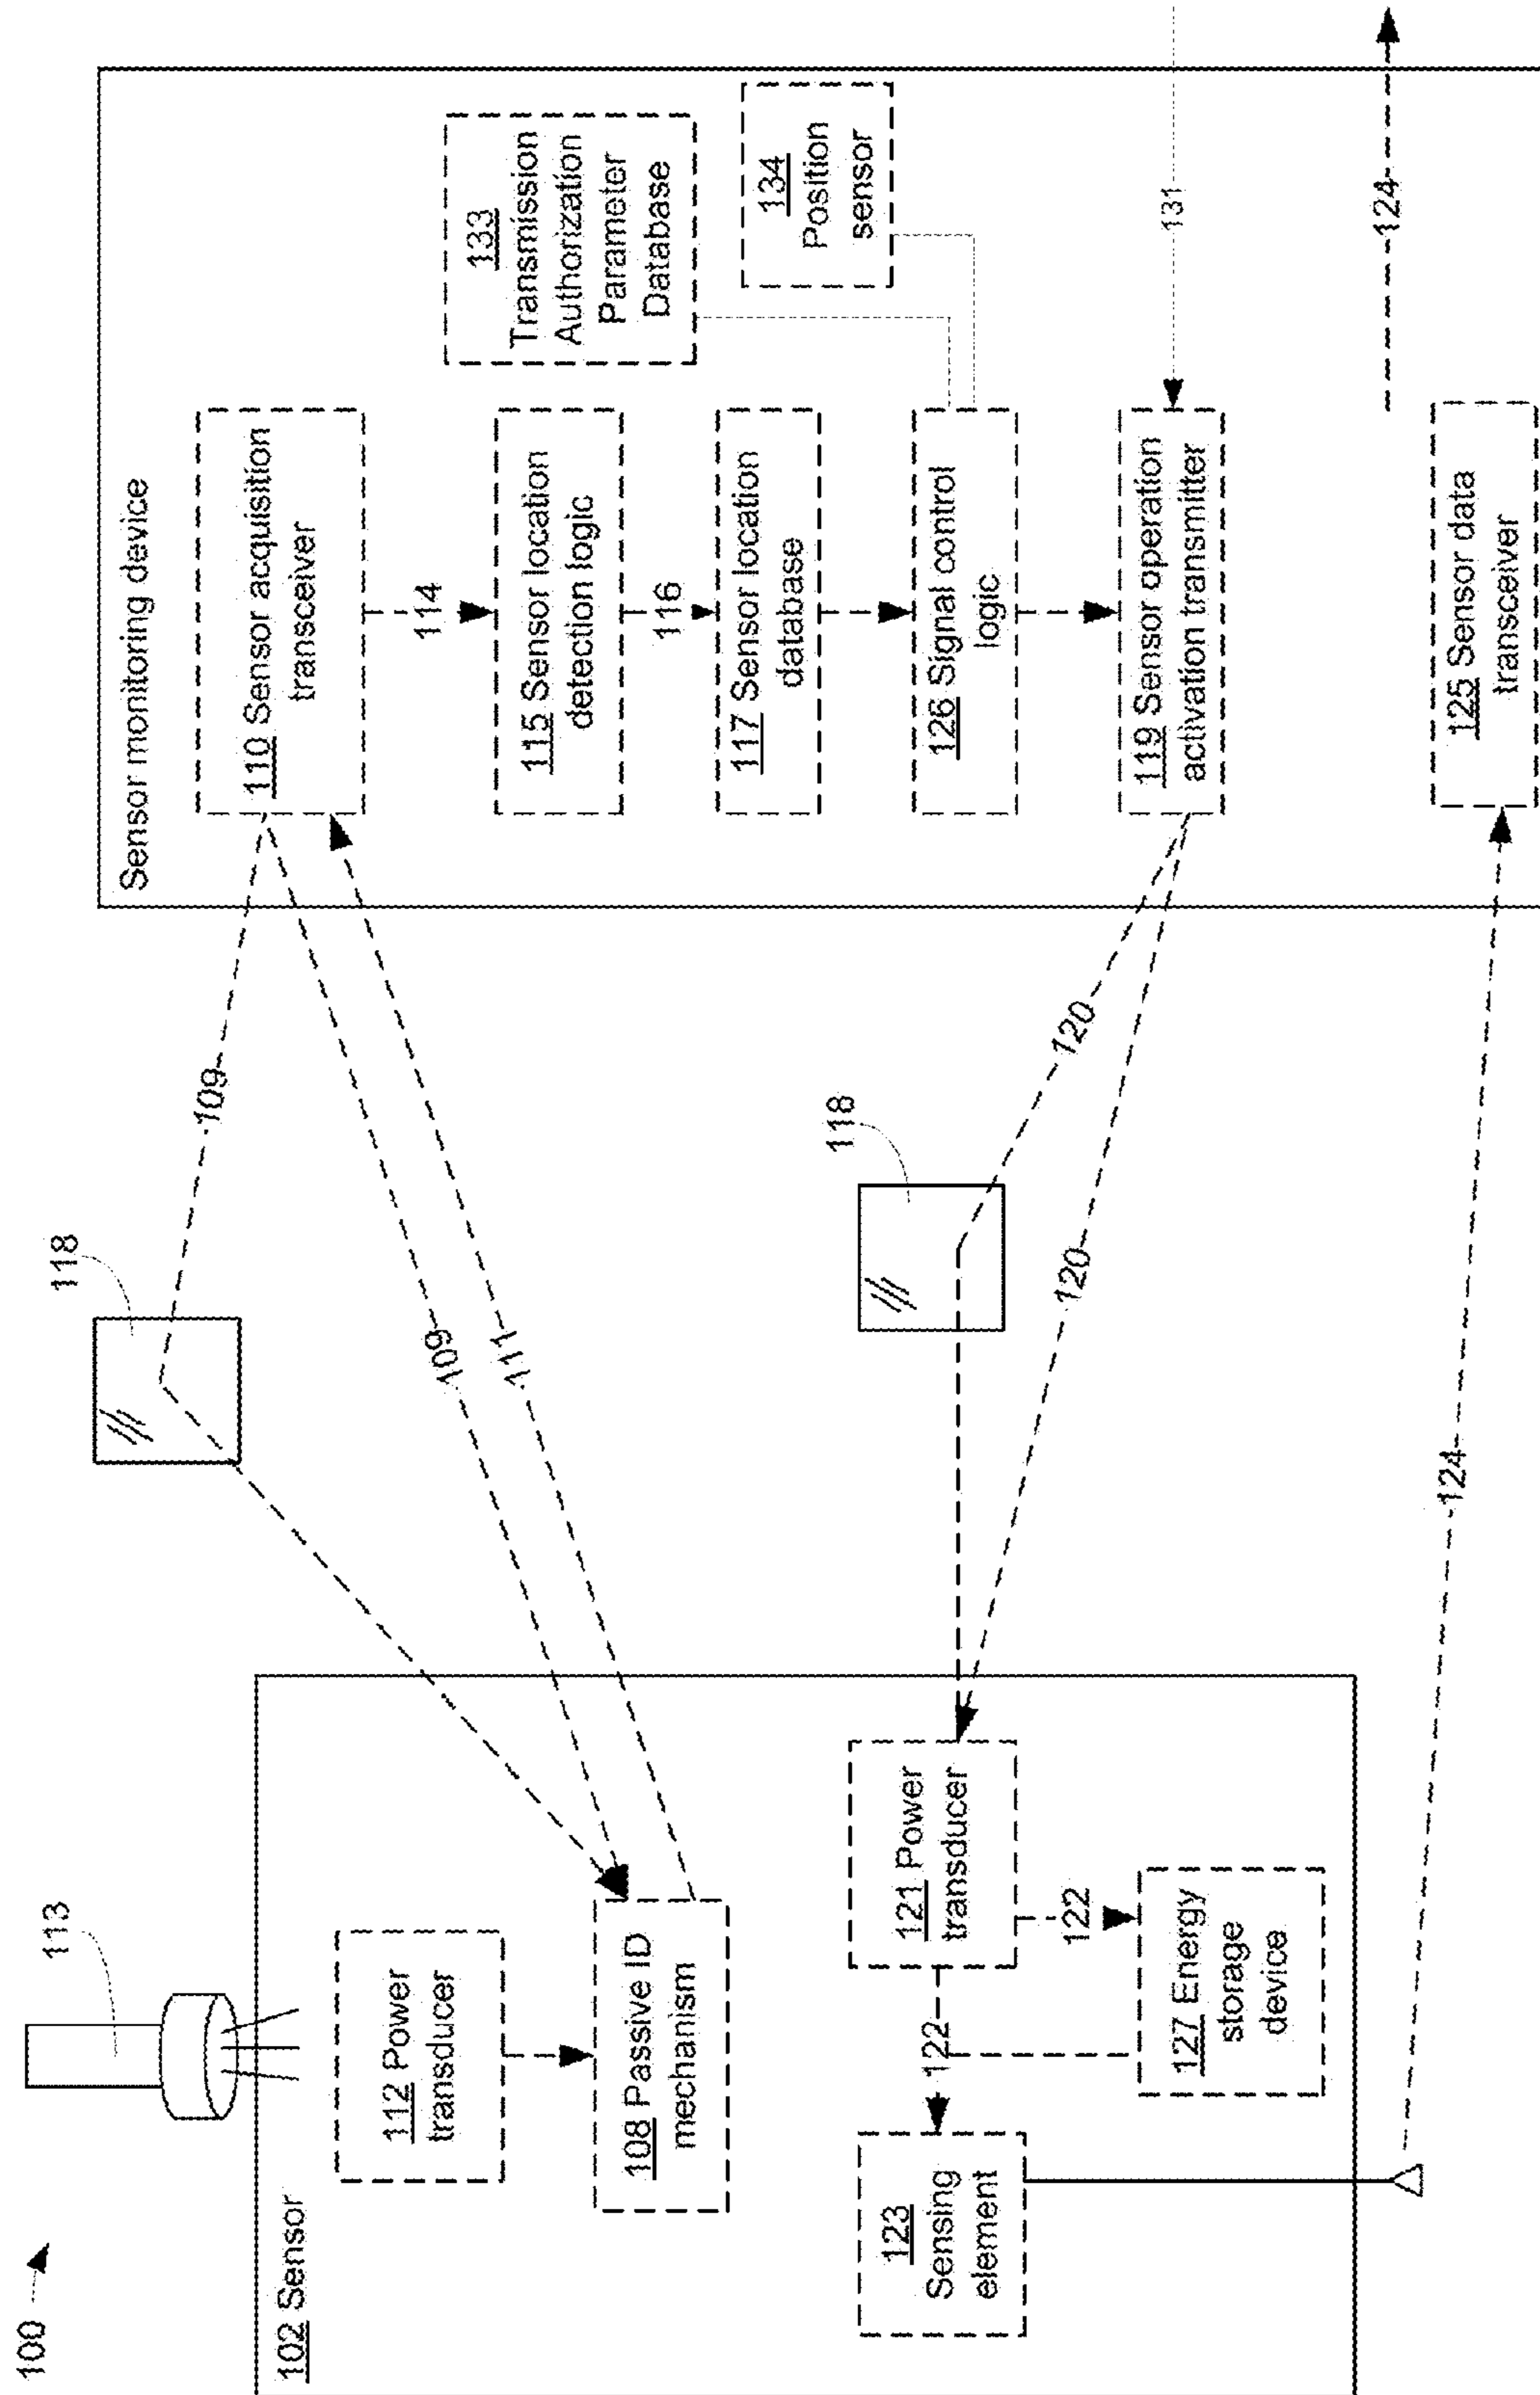 100
113
102 Sensor
112 Power
transducer
108 Passive ID
mechanism
123
Sensing
element
122
121 Power
transducer
122
127 Energy
storage
device
118
109
109
111
118
120
120
124
Sensor monitoring device
110 Sensor acquisition
transceiver
114
115 Sensor location
detection logic
116
117 Sensor location
database
126 Signal control
logic
119 Sensor operation
activation transmitter
125 Sensor data
transceiver
133
Transmission
Authorization
Parameter
Database
134
Position
sensor
131
124